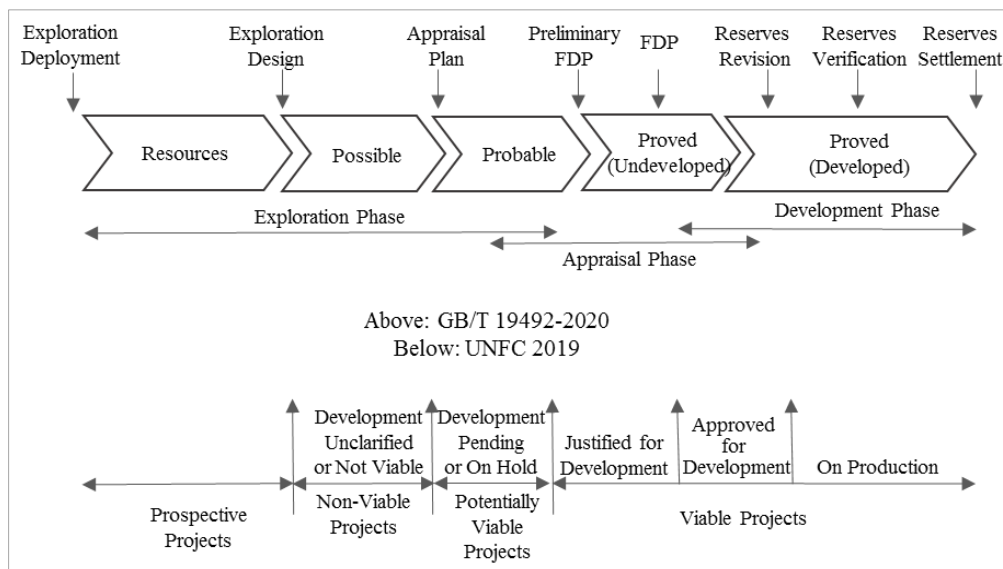 Exploration
Deployment
Exploration
Design
Appraisal
Plan
Preliminary
FDP
FDP
Reserves
Revision
Reserves
Verification
Reserves
Settlement
Resources
Possible
Probable
Proved
(Undeveloped)
Proved
(Developed)
Exploration Phase
Development Phase
Appraisal Phase
Above: GB/T 19492-2020
Below: UNFC 2019
Development
Unclarified
or Not Viable
Development
Pending
or On Hold
Justified for
Development
Approved
for
Development
On Production
Prospective
Projects
Non-Viable
Projects
Potentially
Viable
Projects
Viable Projects